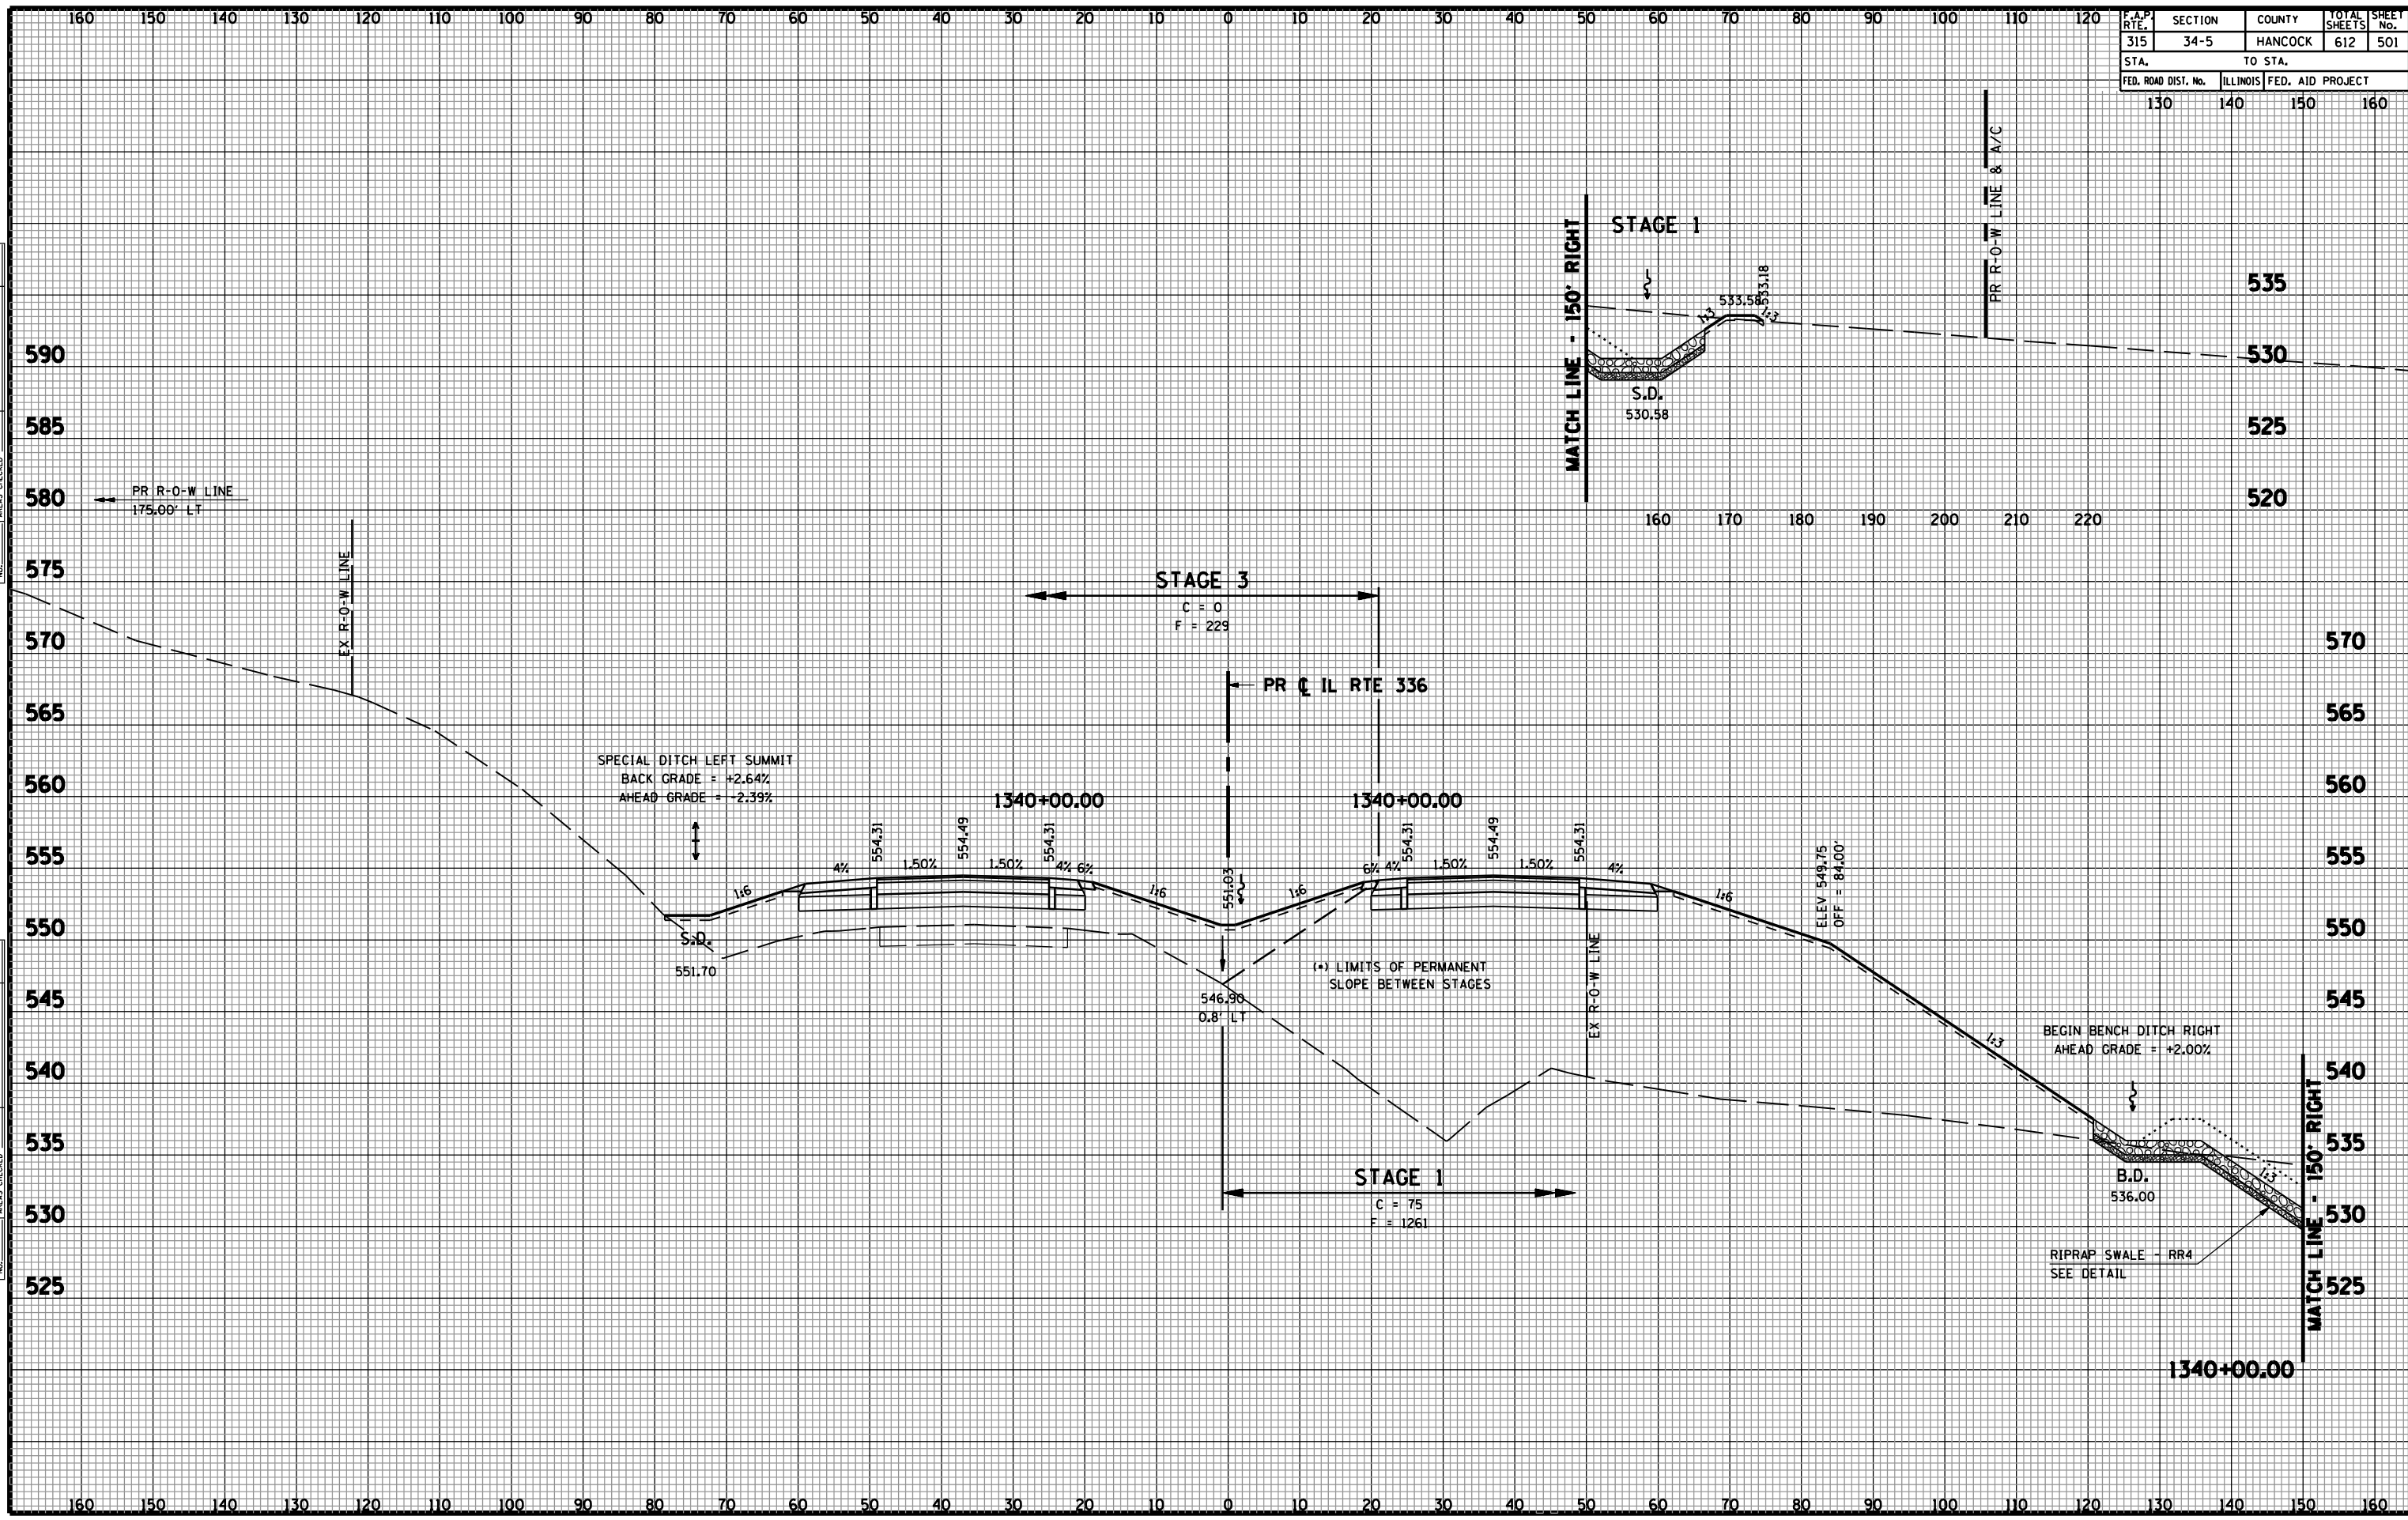 160 150 140 130 120 110 100 90 80 70 60 50 40 30 20 10 0 10 20 30 40 50 60 70 80 90 100 110 120
F.A.P. RTE. SECTION COUNTY TOTAL SHEETS SHEET No.
315 34-5 HANCOCK 612 501
STA. TO STA.
FED. ROAD DIST. No. ILLINOIS FED. AID PROJECT
130 140 150 160
PR R-O-W LINE & A/C
MATCH LINE - 150' RIGHT
STAGE 1
533.58
533.18
1:3
1:3
S.D.
530.58
535
530
525
520
160 170 180 190 200 210 220
590
585
580
575
570
565
560
555
550
545
540
535
530
525
PR R-O-W LINE
175.00' LT
EX R-O-W LINE
STAGE 3
C = 0
F = 229
PR ℄ IL RTE 336
SPECIAL DITCH LEFT SUMMIT
BACK GRADE = +2.64%
AHEAD GRADE = -2.39%
1340+00.00
1340+00.00
554.31
554.49
554.31
4%
1.50%
1.50%
4% 6%
1:6
1:6
S.D.
551.70
551.03
1:6
6% 4%
554.31
554.49
554.31
1.50%
1.50%
4%
1:6
546.90
0.8' LT
(*) LIMITS OF PERMANENT
SLOPE BETWEEN STAGES
EX R-O-W LINE
ELEV 549.75
OFF = 84.00'
1:3
BEGIN BENCH DITCH RIGHT
AHEAD GRADE = +2.00%
STAGE 1
C = 75
F = 1261
B.D.
536.00
1:3
RIPRAP SWALE - RR4
SEE DETAIL
MATCH LINE - 150' RIGHT
570
565
560
555
550
545
540
535
530
525
1340+00.00
160 150 140 130 120 110 100 90 80 70 60 50 40 30 20 10 0 10 20 30 40 50 60 70 80 90 100 110 120 130 140 150 160